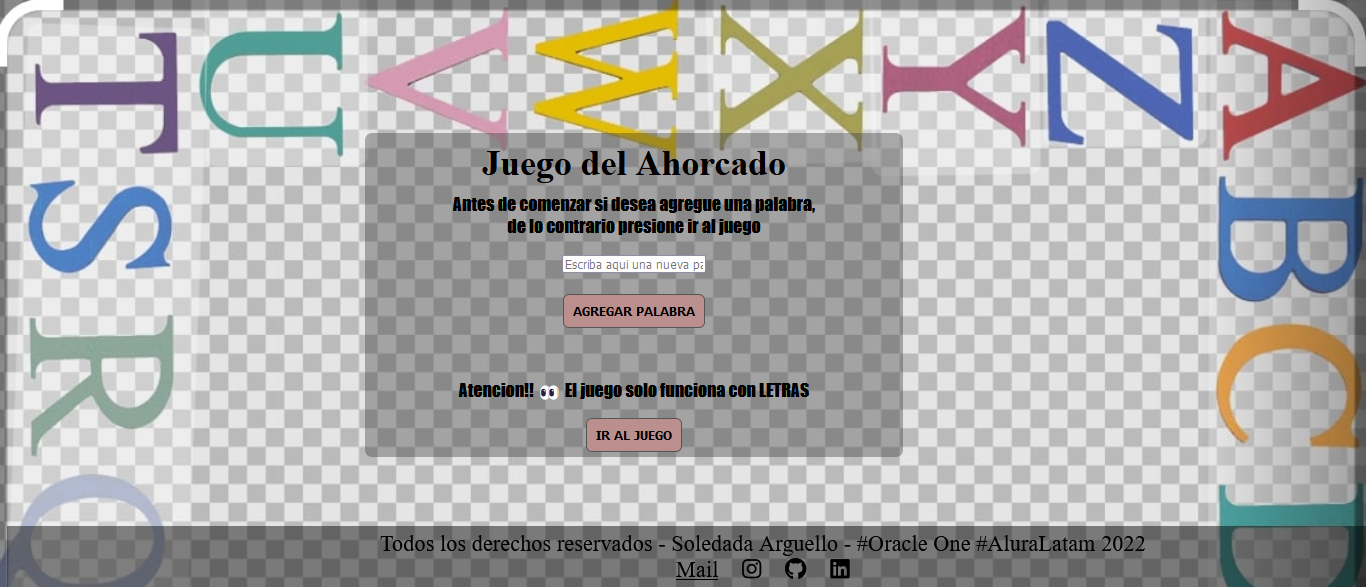 T U V W X Y Z A
S B
R C
Q D
Juego del Ahorcado
Antes de comenzar si desea agregue una palabra,
de lo contrario presione ir al juego
Escriba aqui una nueva pa
AGREGAR PALABRA
Atencion!! 👀 El juego solo funciona con LETRAS
IR AL JUEGO
Todos los derechos reservados - Soledada Arguello - #Oracle One #AluraLatam 2022
Mail